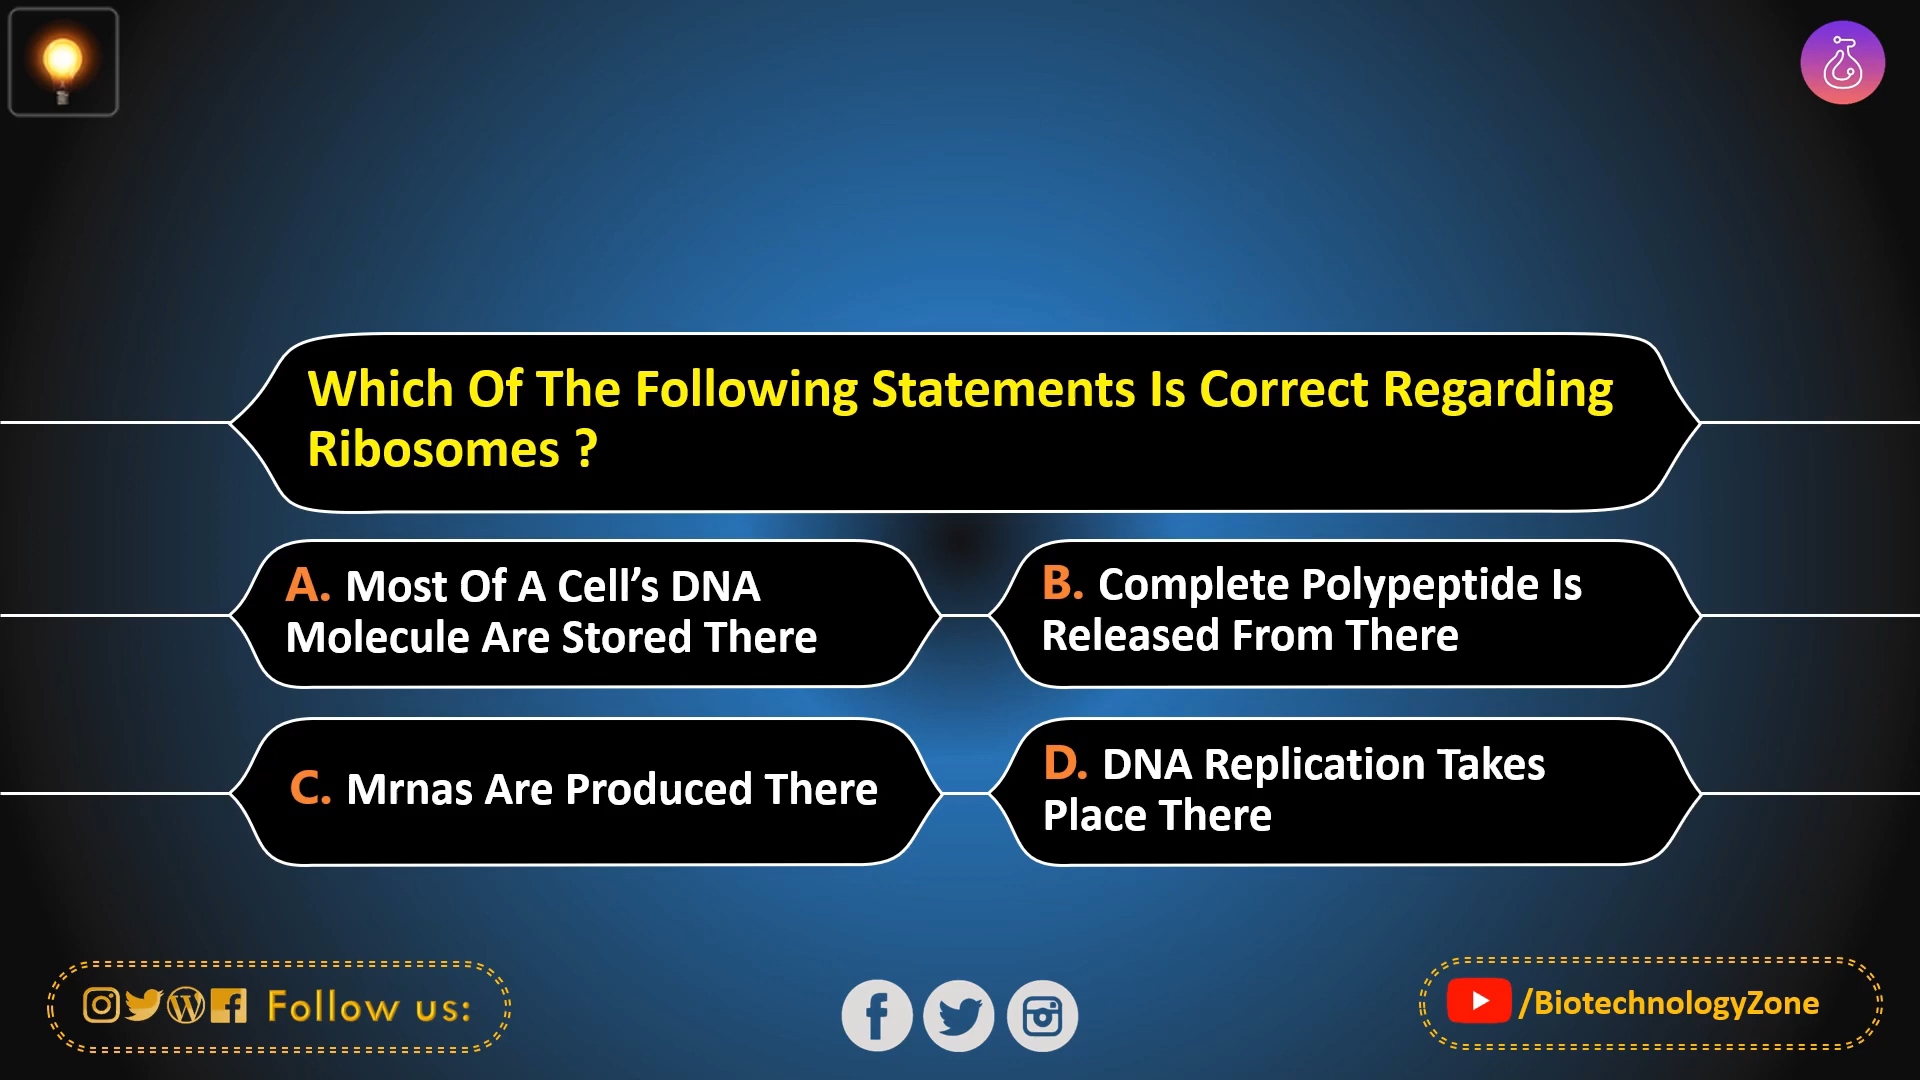 Which Of The Following Statements Is Correct Regarding
Ribosomes ?
A. Most Of A Cell’s DNA
Molecule Are Stored There
B. Complete Polypeptide Is
Released From There
C. Mrnas Are Produced There
D. DNA Replication Takes
Place There
Follow us:
/BiotechnologyZone